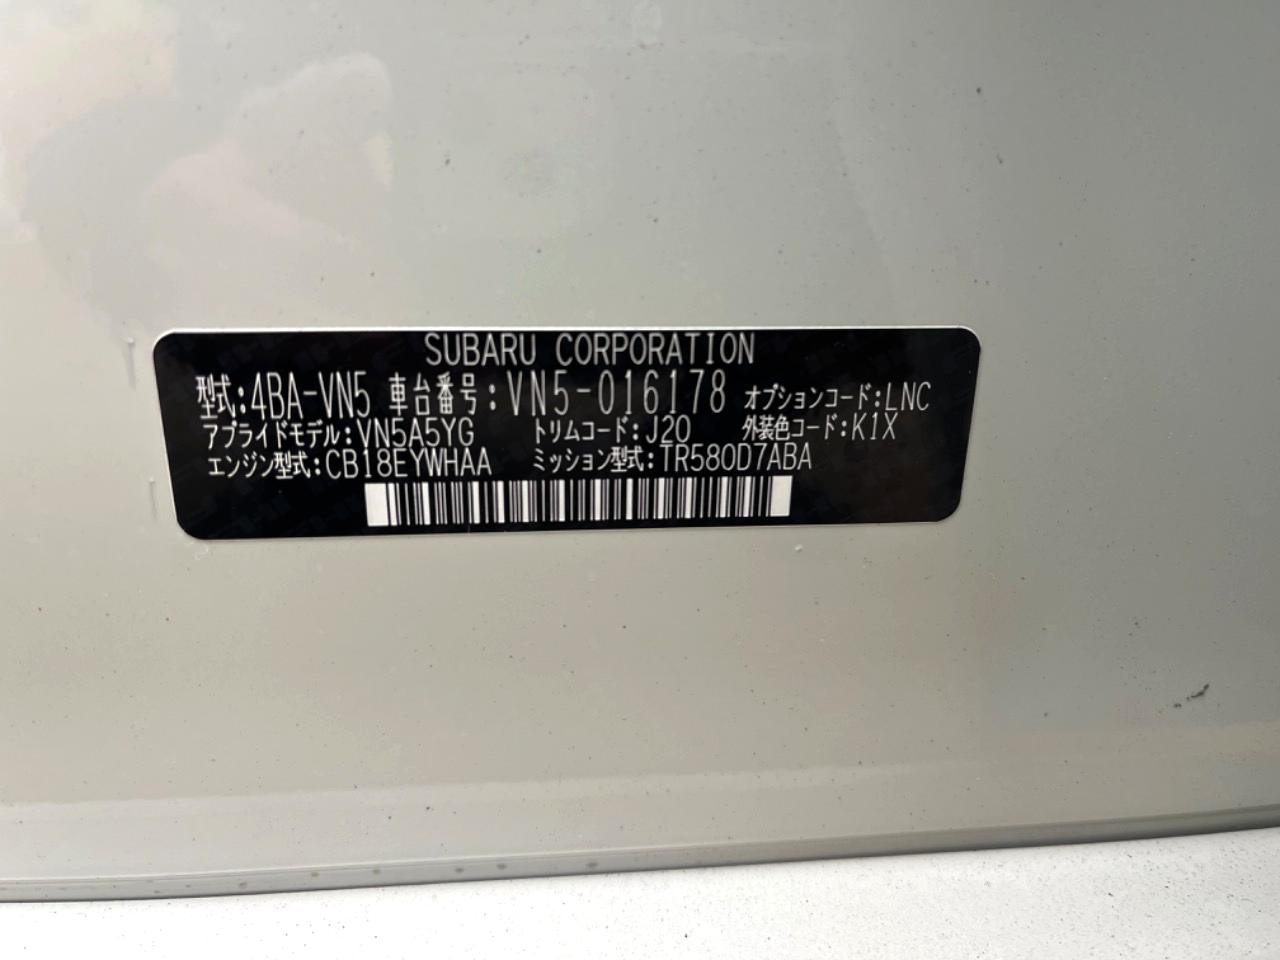 SUBARU CORPORATION
型式:4BA-VN5 車台番号:VN5-016178 オプションコード:LNC
アプライドモデル:VN5A5YG トリムコード:J20 外装色コード:K1X
エンジン型式:CB18EYWHAA ミッション型式:TR580D7ABA